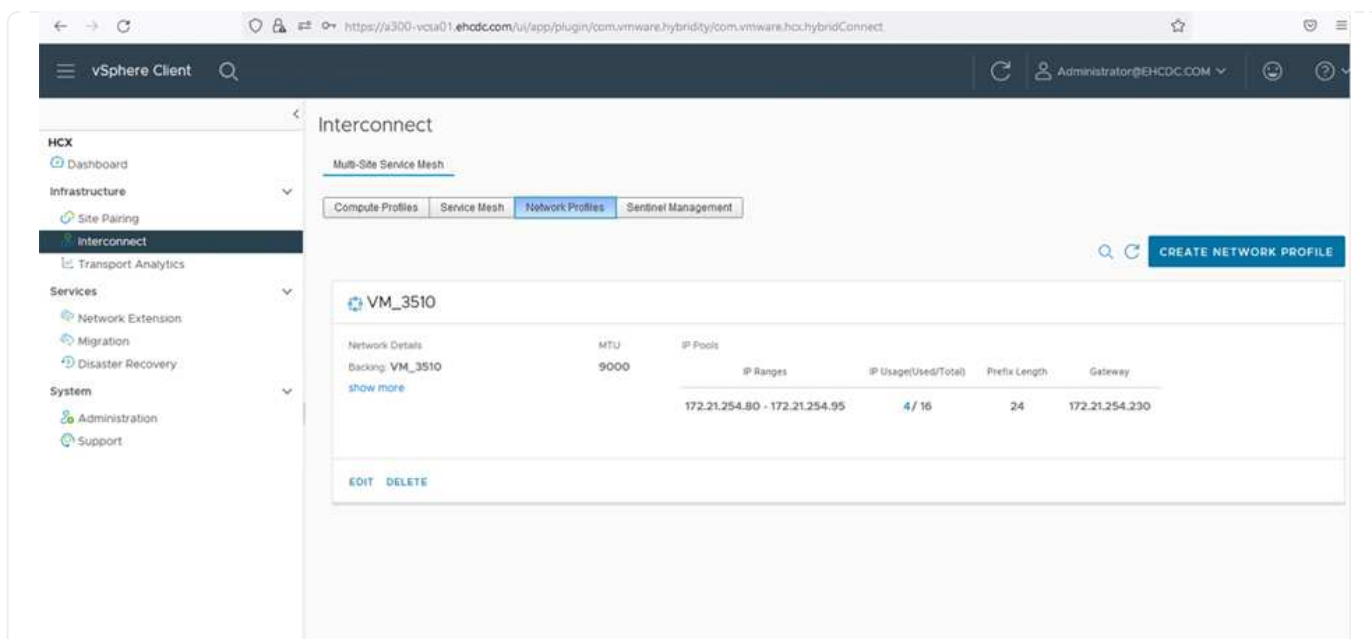 https://a300-vcsa01.ehcdc.com/ui/app/plugin/com.vmware.hybridity/com.vmware.hcx.hybridConnect
vSphere Client
Administrator@EHCDC.COM
HCX
Dashboard
Infrastructure
Site Pairing
Interconnect
Transport Analytics
Services
Network Extension
Migration
Disaster Recovery
System
Administration
Support
Interconnect
Multi-Site Service Mesh
Compute Profiles Service Mesh Network Profiles Sentinel Management
CREATE NETWORK PROFILE
VM_3510
Network Details MTU IP Pools
Backing: VM_3510 9000
show more
IP Ranges IP Usage(Used/Total) Prefix Length Gateway
172.21.254.80 - 172.21.254.95 4/ 16 24 172.21.254.230
EDIT DELETE